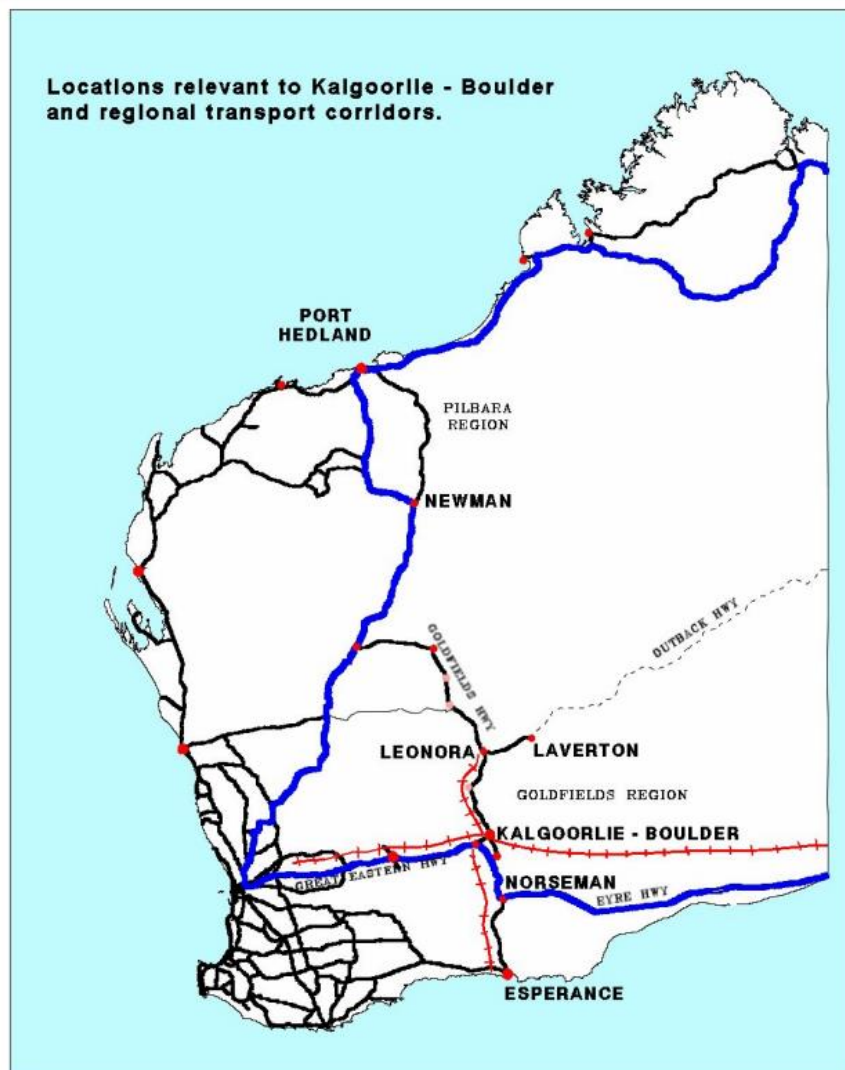 Locations relevant to Kalgoorlie - Boulder
and regional transport corridors.
PORT
HEDLAND
PILBARA
REGION
NEWMAN
OUTBACK HWY
GOLDFIELDS HWY
LEONORA
LAVERTON
GOLDFIELDS REGION
KALGOORLIE - BOULDER
GREAT EASTERN HWY
NORSEMAN
EYRE HWY
ESPERANCE